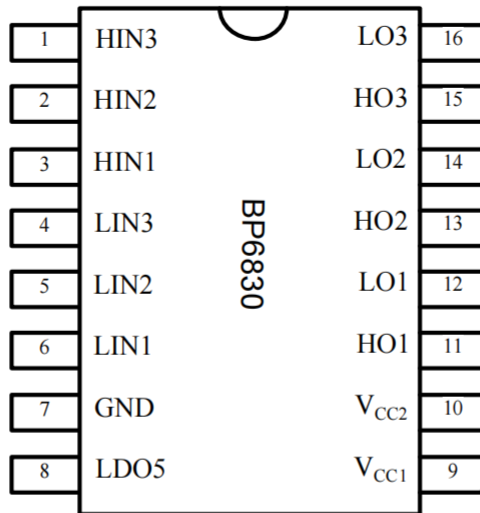 1 HIN3 LO3 16
2 HIN2 HO3 15
3 HIN1 LO2 14
4 LIN3 HO2 13
BP6830
5 LIN2 LO1 12
6 LIN1 HO1 11
7 GND VCC2 10
8 LDO5 VCC1 9